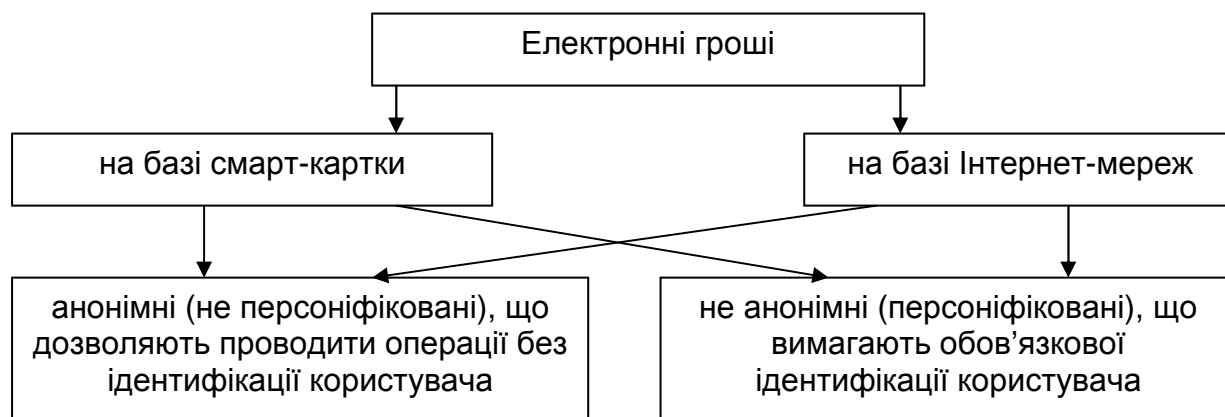 Електронні гроші
на базі смарт-картки
на базі Інтернет-мереж
анонімні (не персоніфіковані), що
дозволяють проводити операції без
ідентифікації користувача
не анонімні (персоніфіковані), що
вимагають обов’язкової
ідентифікації користувача